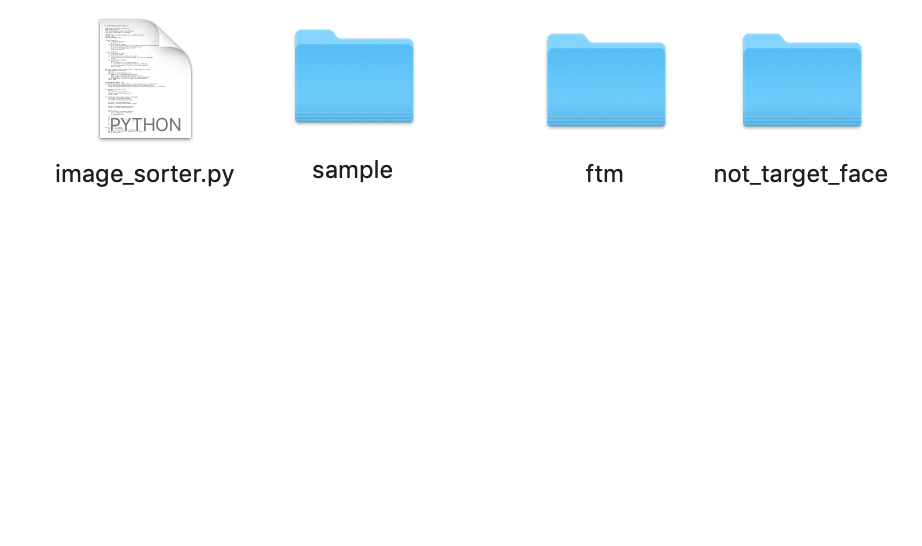 PYTHON
image_sorter.py
sample
ftm
not_target_face